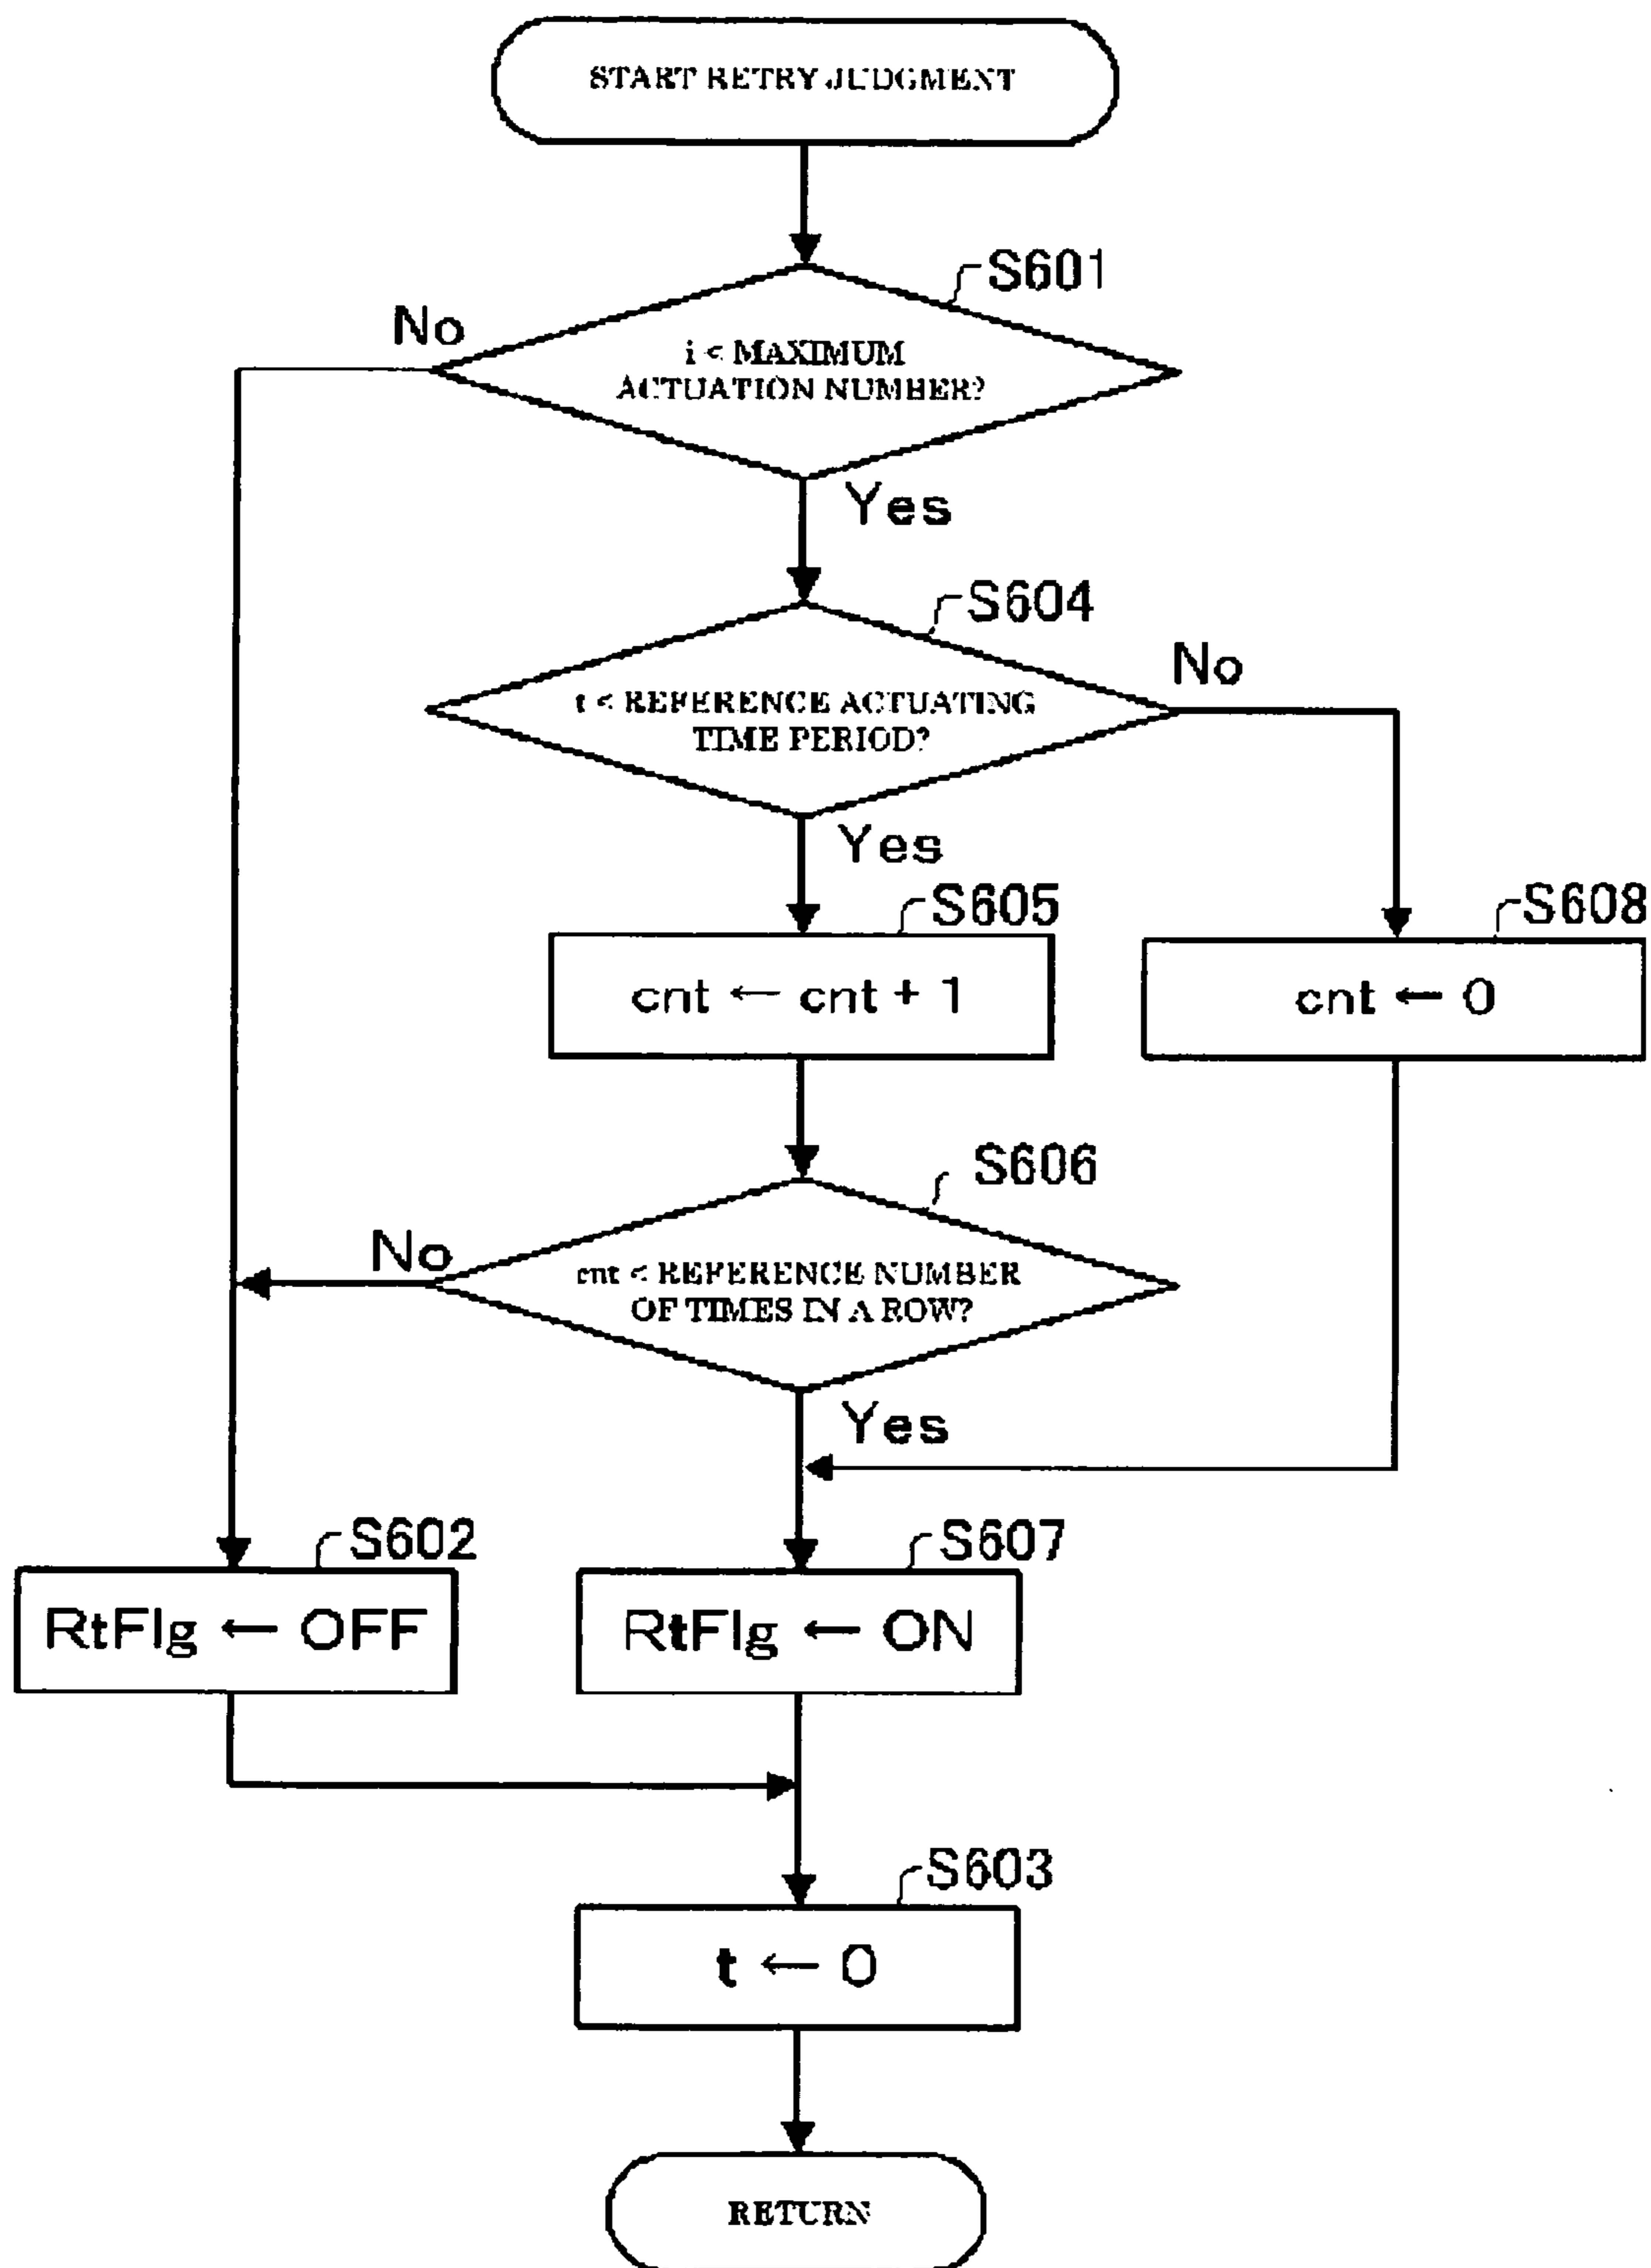 START RETRY JUDGMENT
S601
No
i < MAXIMUM
ACTUATION NUMBER?
Yes
S604
No
t < REFERENCE ACTUATING
TIME PERIOD?
Yes
S605
S608
cnt ← cnt + 1
cnt ← 0
S606
No
cnt < REFERENCE NUMBER
OF TIMES IN A ROW?
Yes
S602
S607
RtFlg ← OFF
RtFlg ← ON
S603
t ← 0
RETURN